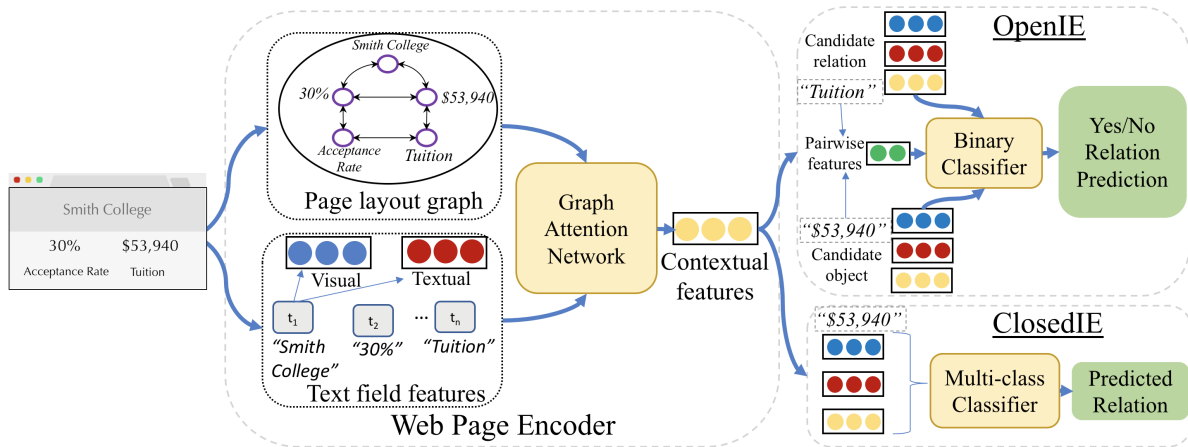 Smith College
30%
$53,940
Acceptance Rate
Tuition
Smith College
30%
$53,940
Acceptance
Rate
Tuition
Page layout graph
Visual
Textual
t1
t2
...
tn
“Smith
College”
“30%”
“Tuition”
Text field features
Web Page Encoder
Graph
Attention
Network
Contextual
features
OpenIE
Candidate
relation
“Tuition”
Pairwise
features
“$53,940”
Candidate
object
Binary
Classifier
Yes/No
Relation
Prediction
ClosedIE
“$53,940”
Multi-class
Classifier
Predicted
Relation